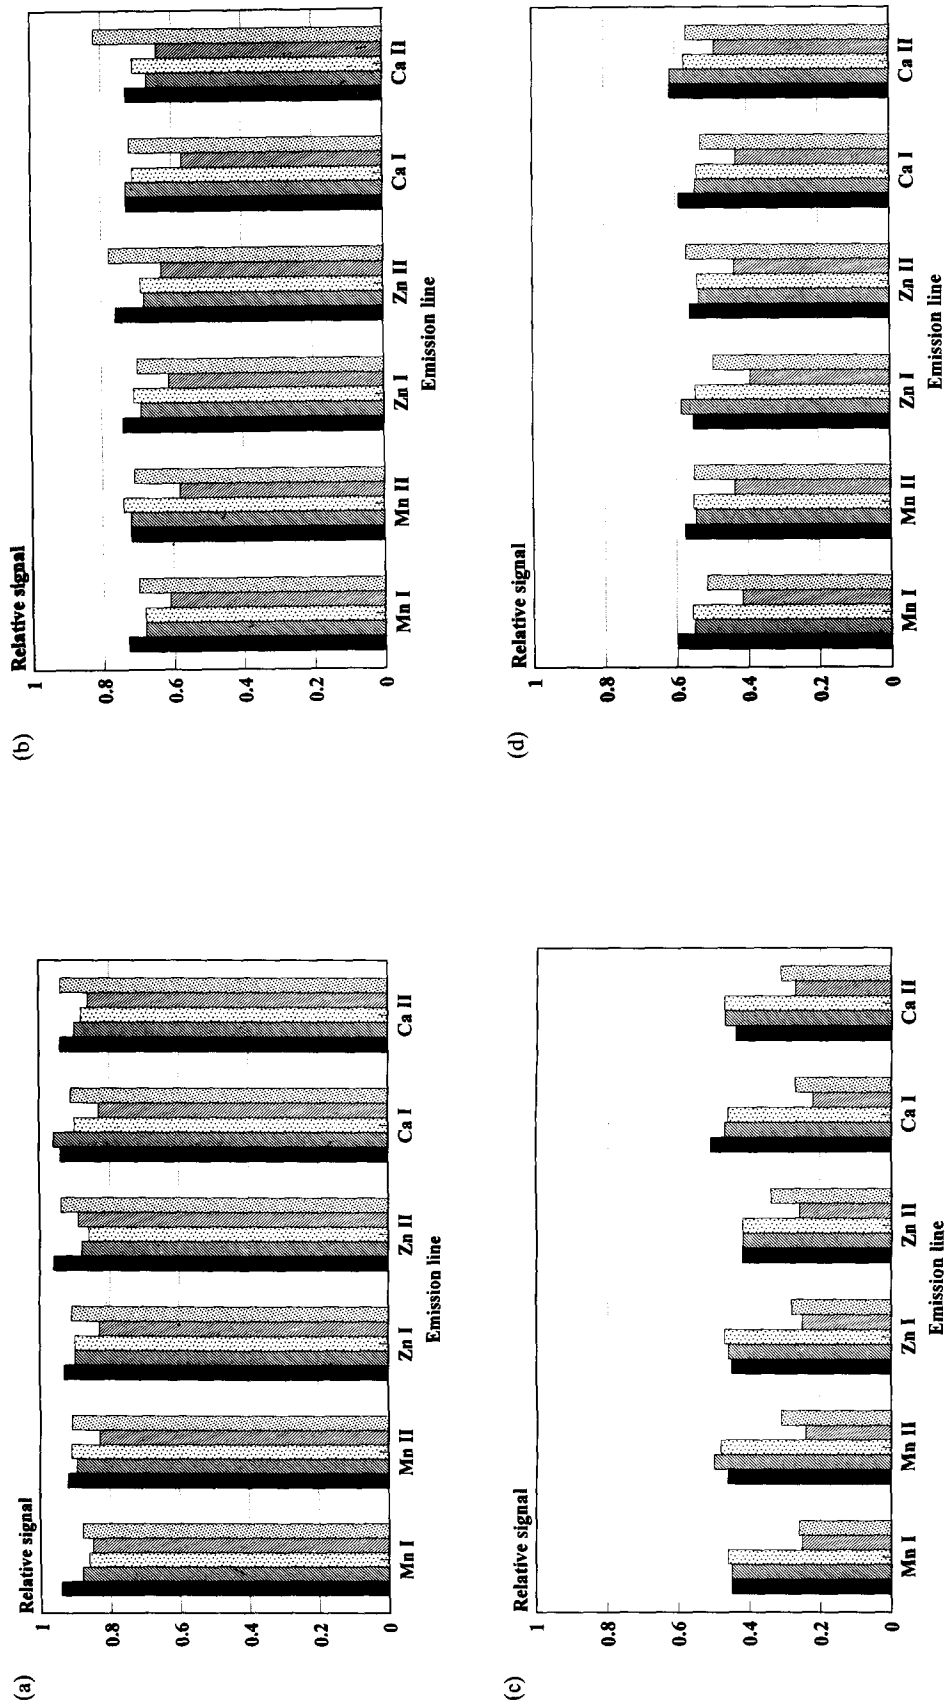 (a)
Relative signal
1
0.8
0.6
0.4
0.2
0
Mn I Mn II Zn I Zn II Ca I Ca II
Emission line
(b)
Relative signal
1
0.8
0.6
0.4
0.2
0
Mn I Mn II Zn I Zn II Ca I Ca II
Emission line
(c)
Relative signal
1
0.8
0.6
0.4
0.2
0
Mn I Mn II Zn I Zn II Ca I Ca II
Emission line
(d)
Relative signal
1
0.8
0.6
0.4
0.2
0
Mn I Mn II Zn I Zn II Ca I Ca II
Emission line